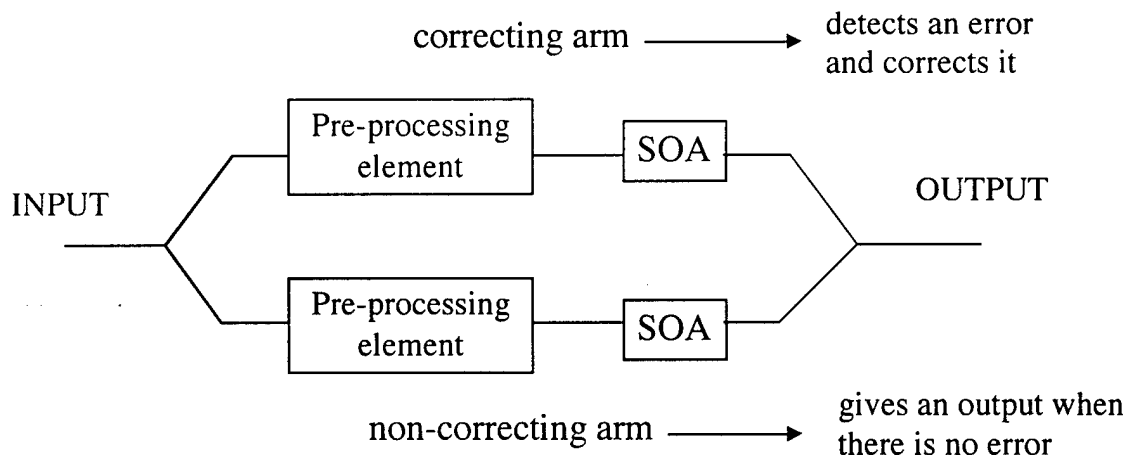 correcting arm
detects an error
and corrects it
Pre-processing
element
SOA
INPUT
OUTPUT
Pre-processing
element
SOA
non-correcting arm
gives an output when
there is no error